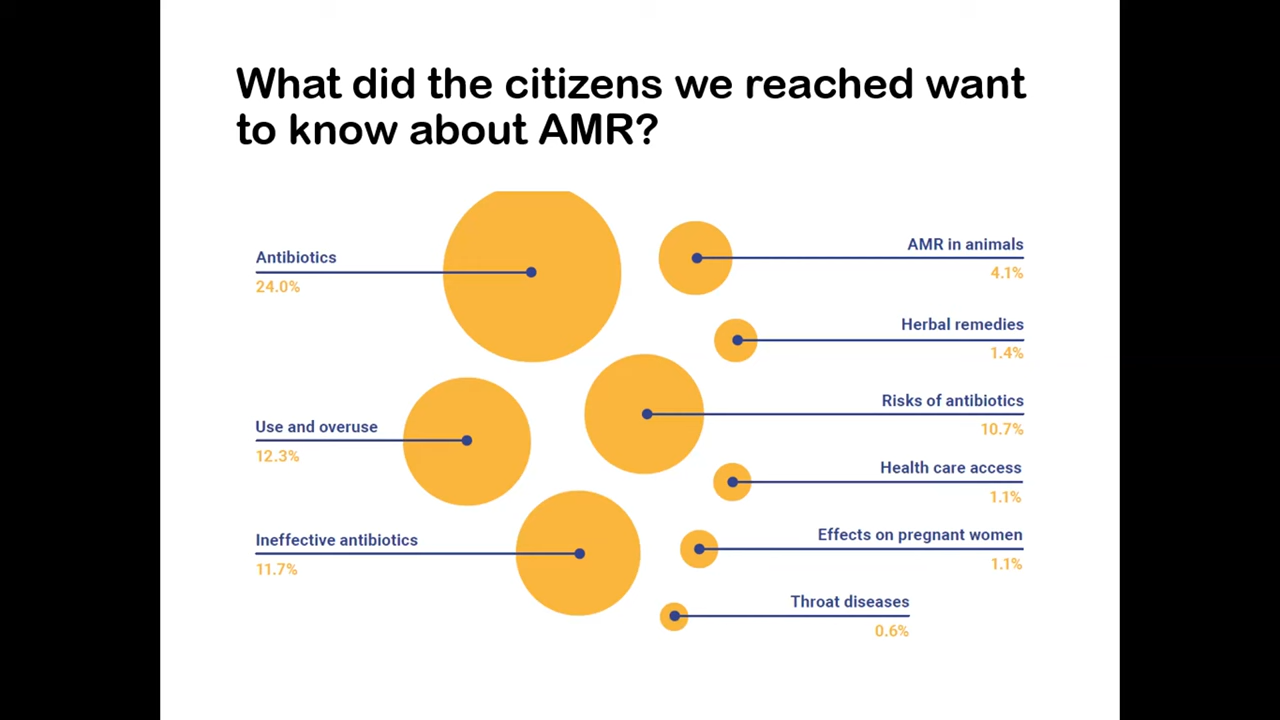 What did the citizens we reached want
to know about AMR?
Antibiotics
24.0%
Use and overuse
12.3%
Ineffective antibiotics
11.7%
AMR in animals
4.1%
Herbal remedies
1.4%
Risks of antibiotics
10.7%
Health care access
1.1%
Effects on pregnant women
1.1%
Throat diseases
0.6%